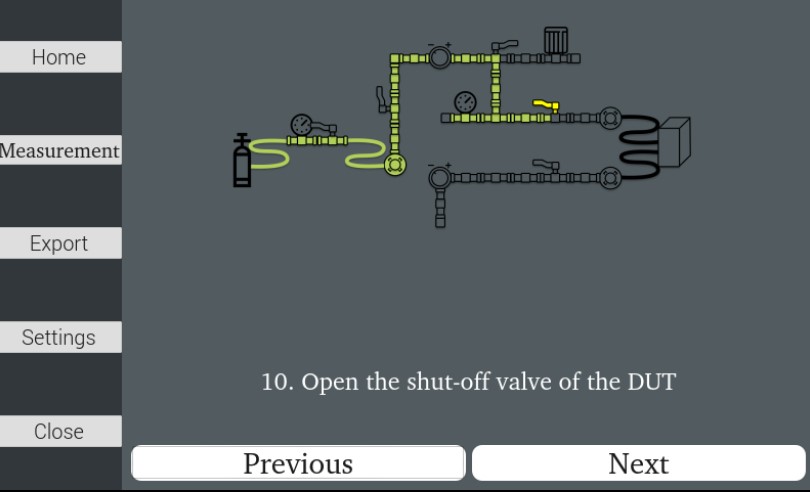 Home
Measurement
Export
Settings
Close
10. Open the shut-off valve of the DUT
Previous
Next